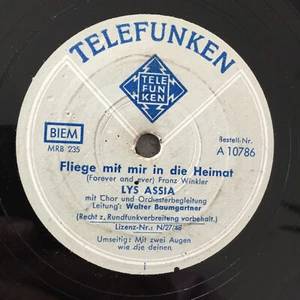 TELEFUNKEN
TELE
FUN
KEN
BIEM
MRB 235
Bestell-Nr.
A 10786
Fliege mit mir in die Heimat
(Forever and ever) Franz Winkler
LYS ASSIA
mit Chor und Orchesterbegleitung
Leitung: Walter Baumgartner
(Recht z. Rundfunkverbreitung vorbehalt.)
Lizenz-Nr.: N/27/48
Umseitig: Mit zwei Augen
wie die deinen.